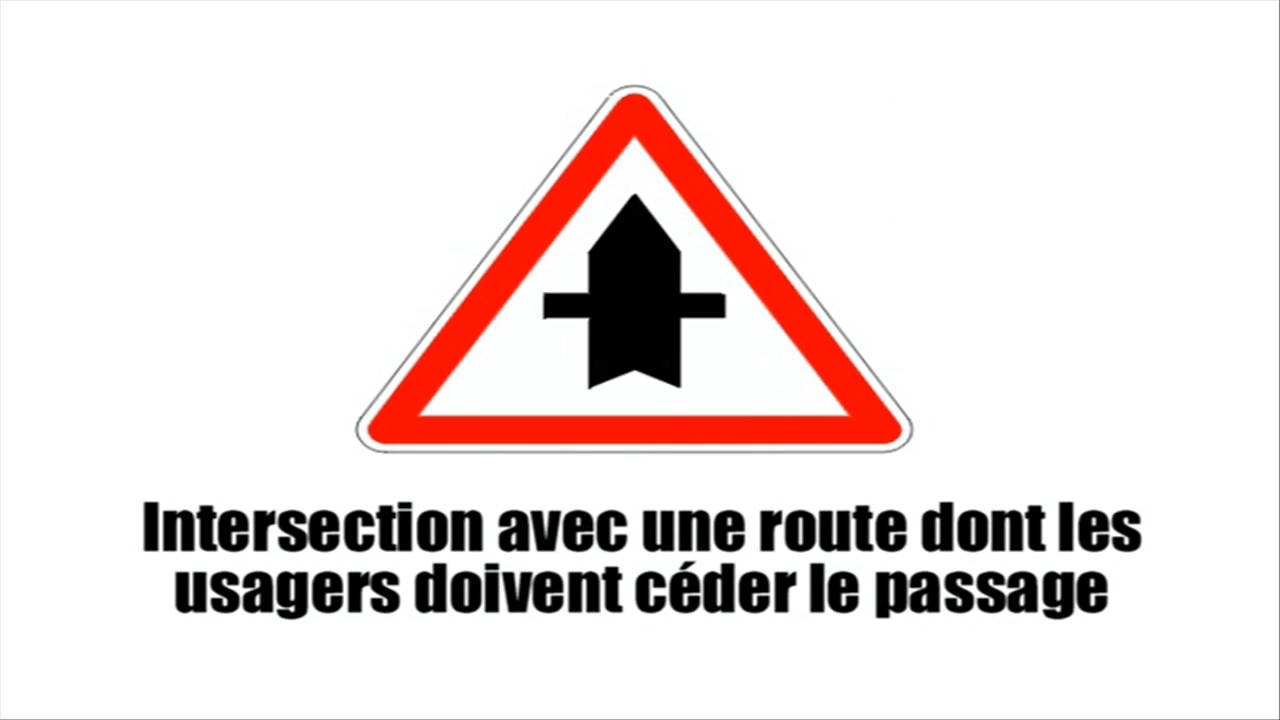 Intersection avec une route dont les
usagers doivent céder le passage